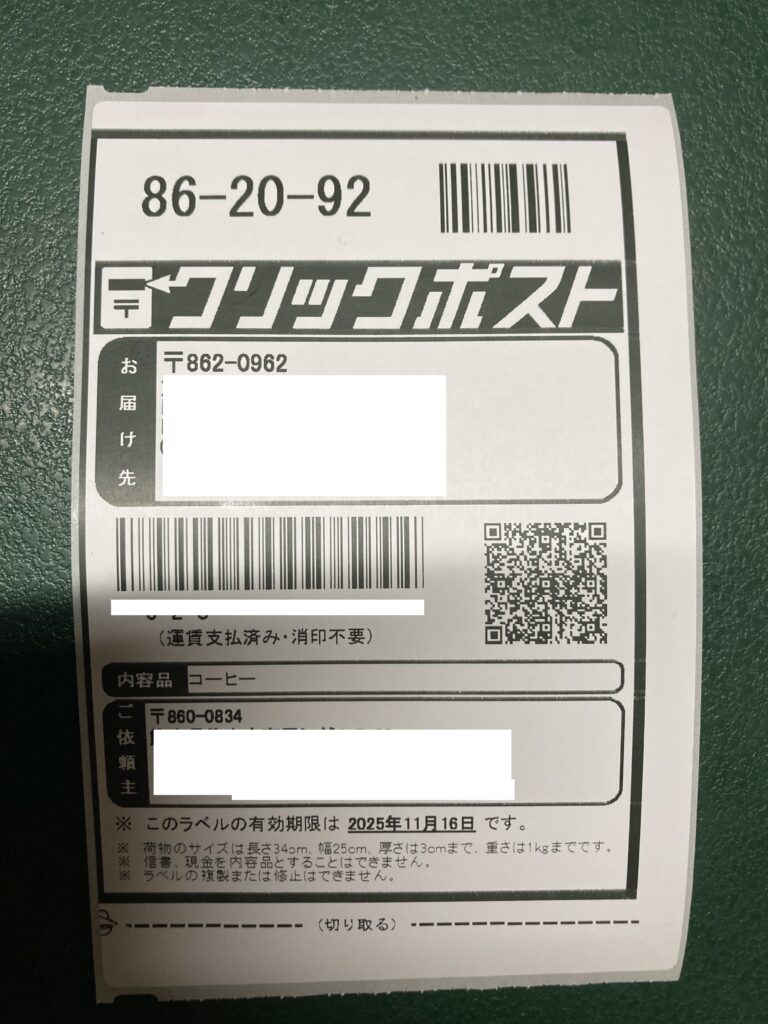 86-20-92
クリックポスト
お届け先
〒862-0962
(運賃支払済み・消印不要)
内容品 コーヒー
ご依頼主
〒860-0834
※ このラベルの有効期限は 2025年11月16日 です。
※ 荷物のサイズは長さ34cm、幅25cm、厚さは3cmまで、重さは1kgまでです。
※ 信書、現金を内容品とすることはできません。
※ ラベルの複製または修正はできません。
(切り取る)